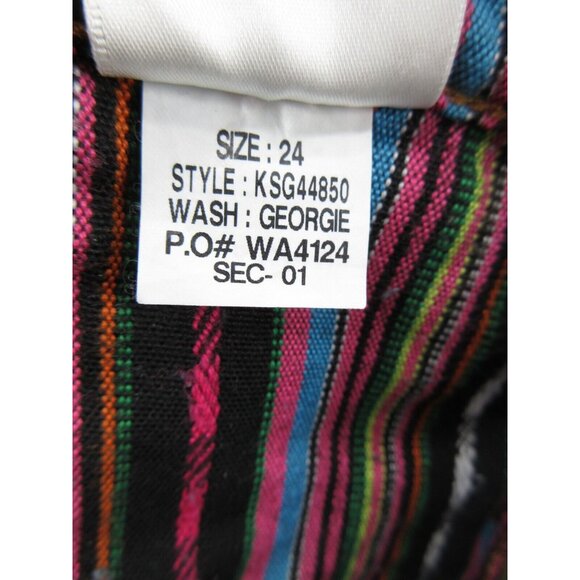 SIZE : 24
STYLE : KSG44850
WASH : GEORGIE
P.O# WA4124
SEC- 01